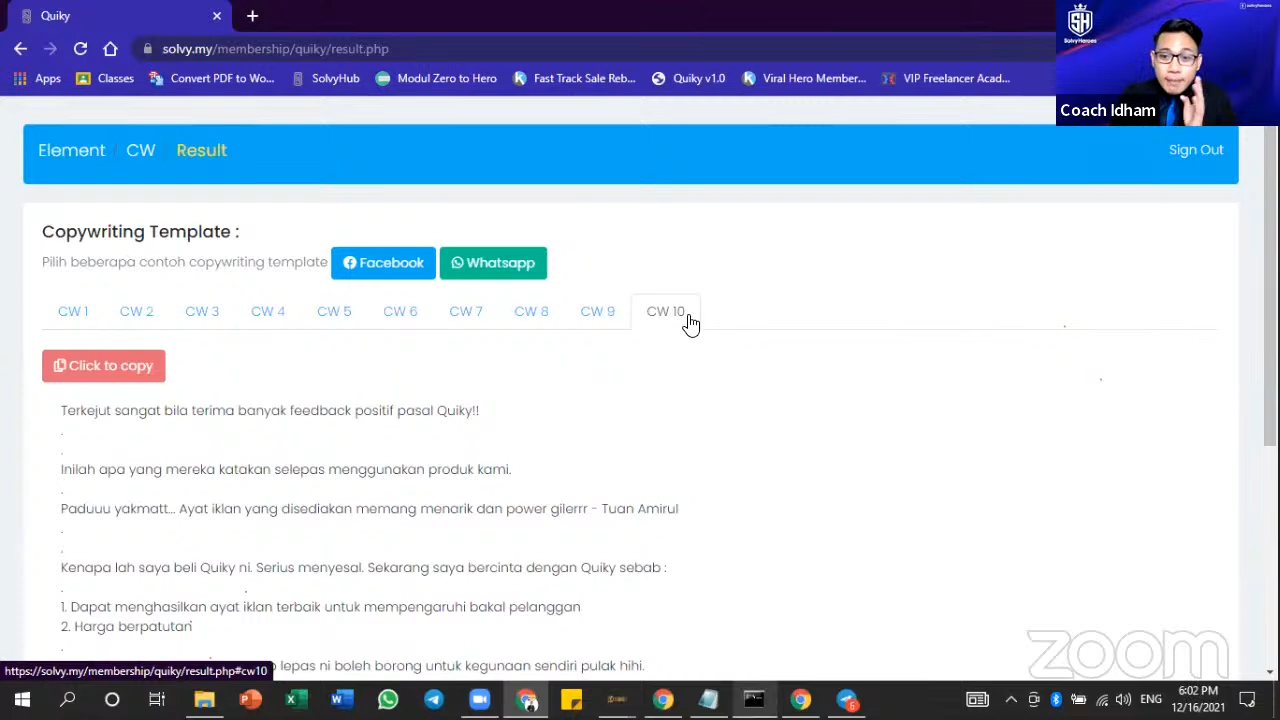 Quiky
solvy.my/membership/quiky/result.php
Apps
Classes
Convert PDF to Wo...
SolvyHub
Modul Zero to Hero
Fast Track Sale Reb...
Quiky v1.0
Viral Hero Member...
VIP Freelancer Acad...
SH
SolvyHeroes
Coach Idham
Element / CW / Result
Sign Out
Copywriting Template :
Pilih beberapa contoh copywriting template
Facebook
Whatsapp
CW 1
CW 2
CW 3
CW 4
CW 5
CW 6
CW 7
CW 8
CW 9
CW 10
Click to copy
Terkejut sangat bila terima banyak feedback positif pasal Quiky!!
.
.
Inilah apa yang mereka katakan selepas menggunakan produk kami.
.
Paduuu yakmatt... Ayat iklan yang disediakan memang menarik dan power gilerrr - Tuan Amirul
.
.
Kenapa lah saya beli Quiky ni. Serius menyesal. Sekarang saya bercinta dengan Quiky sebab :
.
1. Dapat menghasilkan ayat iklan terbaik untuk mempengaruhi bakal pelanggan
2. Harga berpatutan
.
lepas ni boleh borong untuk kegunaan sendiri pulak hihi.
https://solvy.my/membership/quiky/result.php#cw10
zoom
ENG
6:02 PM
12/16/2021